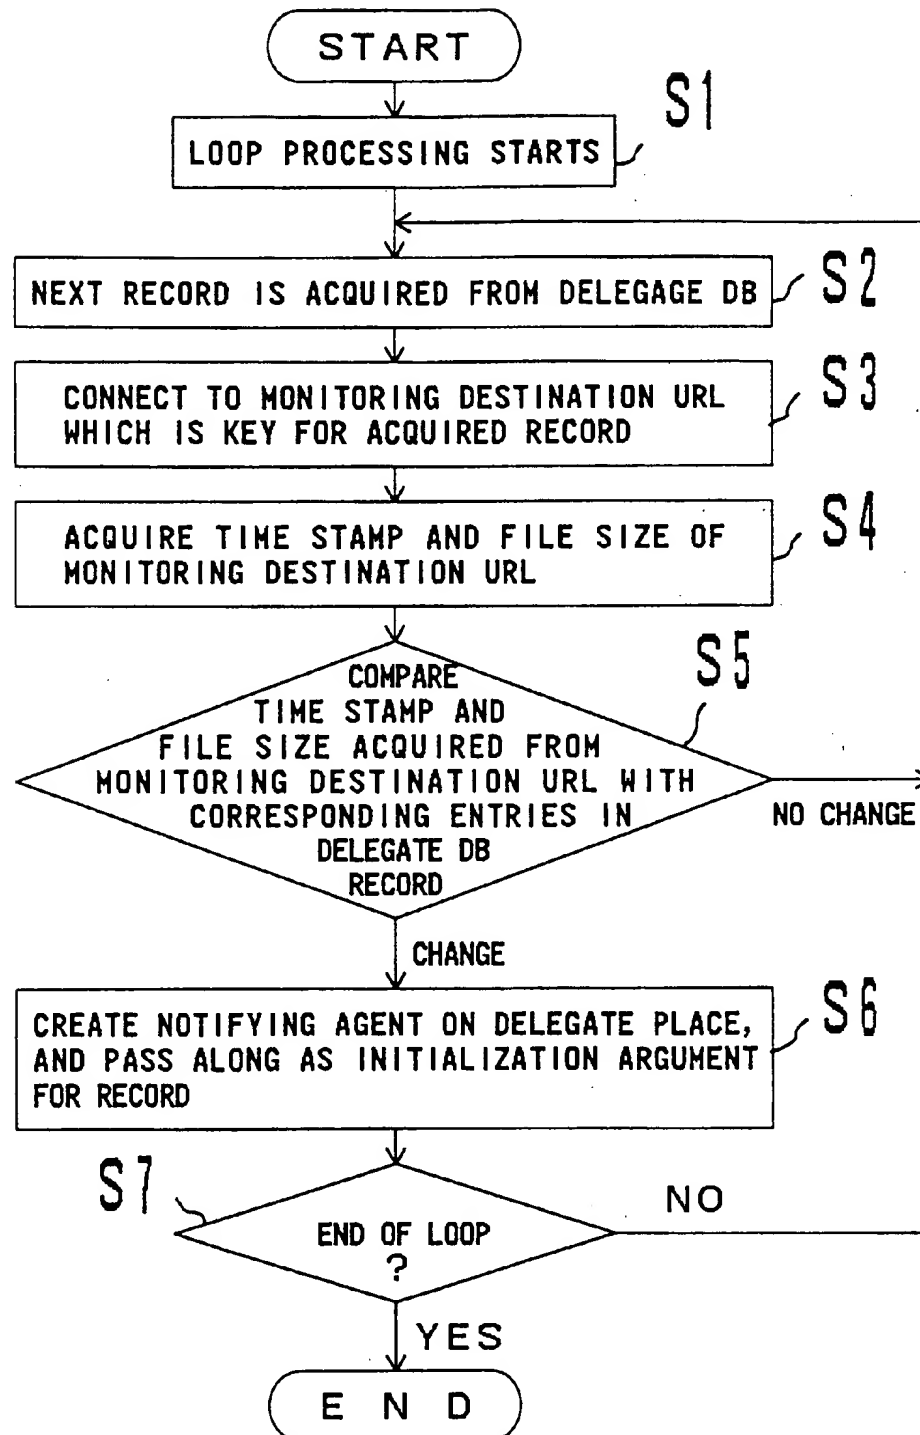 START
S1
LOOP PROCESSING STARTS
S2
NEXT RECORD IS ACQUIRED FROM DELEGAGE DB
S3
CONNECT TO MONITORING DESTINATION URL
WHICH IS KEY FOR ACQUIRED RECORD
S4
ACQUIRE TIME STAMP AND FILE SIZE OF
MONITORING DESTINATION URL
S5
COMPARE
TIME STAMP AND
FILE SIZE ACQUIRED FROM
MONITORING DESTINATION URL WITH
CORRESPONDING ENTRIES IN
DELEGATE DB
RECORD
NO CHANGE
CHANGE
S6
CREATE NOTIFYING AGENT ON DELEGATE PLACE,
AND PASS ALONG AS INITIALIZATION ARGUMENT
FOR RECORD
S7
NO
END OF LOOP
?
YES
END